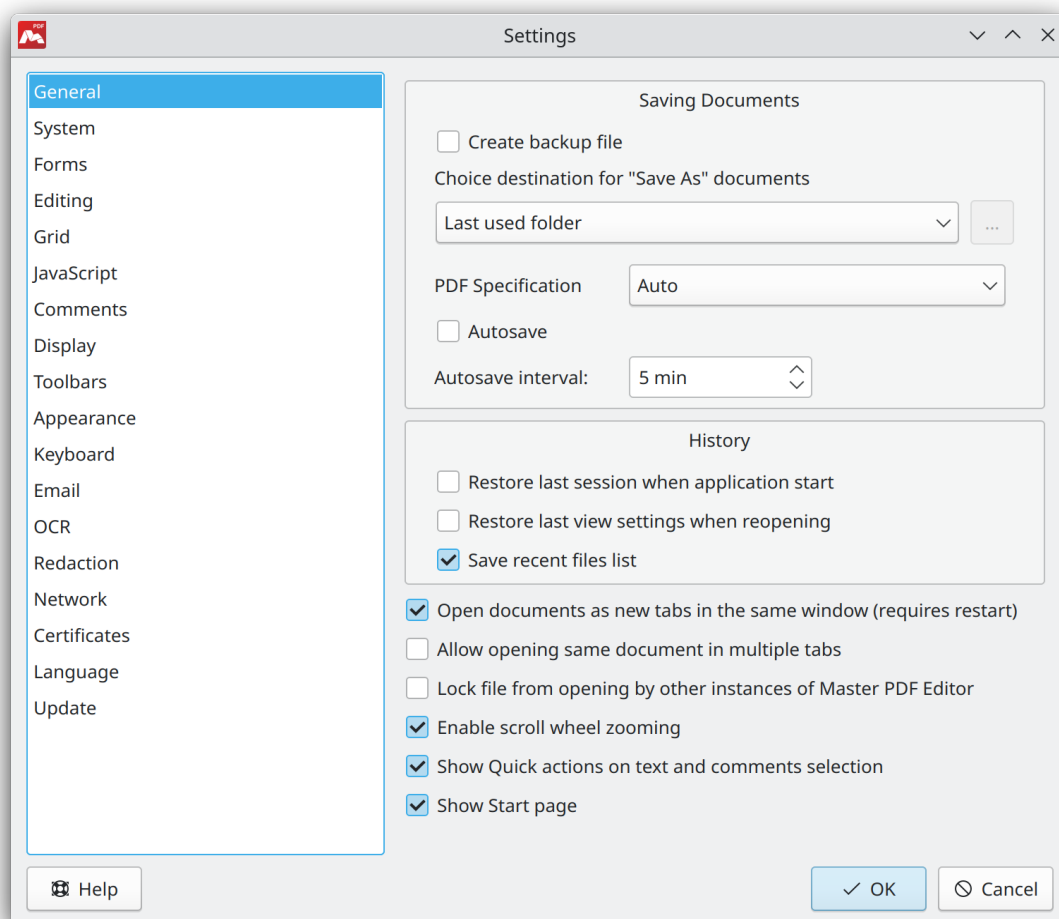 PDF
Settings
General
System
Forms
Editing
Grid
JavaScript
Comments
Display
Toolbars
Appearance
Keyboard
Email
OCR
Redaction
Network
Certificates
Language
Update
Saving Documents
Create backup file
Choice destination for "Save As" documents
Last used folder
...
PDF Specification
Auto
Autosave
Autosave interval:
5 min
History
Restore last session when application start
Restore last view settings when reopening
Save recent files list
Open documents as new tabs in the same window (requires restart)
Allow opening same document in multiple tabs
Lock file from opening by other instances of Master PDF Editor
Enable scroll wheel zooming
Show Quick actions on text and comments selection
Show Start page
Help
OK
Cancel